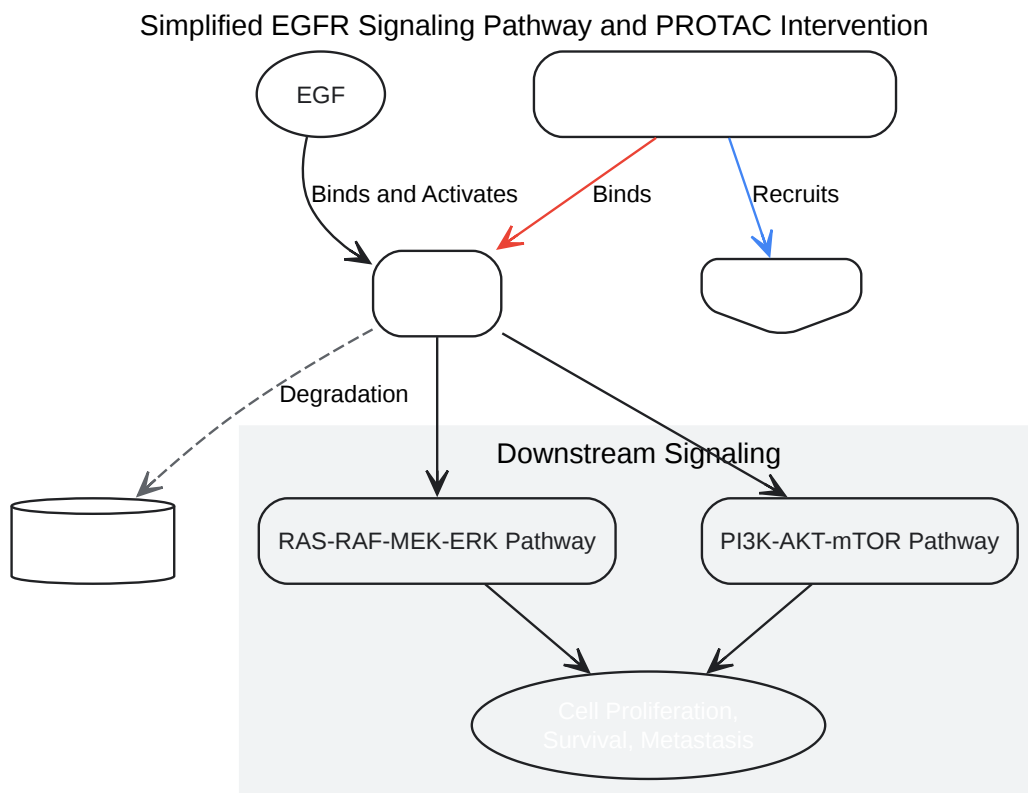 Simplified EGFR Signaling Pathway and PROTAC Intervention
EGF
Binds and Activates
Binds
Recruits
Degradation
Downstream Signaling
RAS-RAF-MEK-ERK Pathway
PI3K-AKT-mTOR Pathway
Cell Proliferation,
Survival, Metastasis